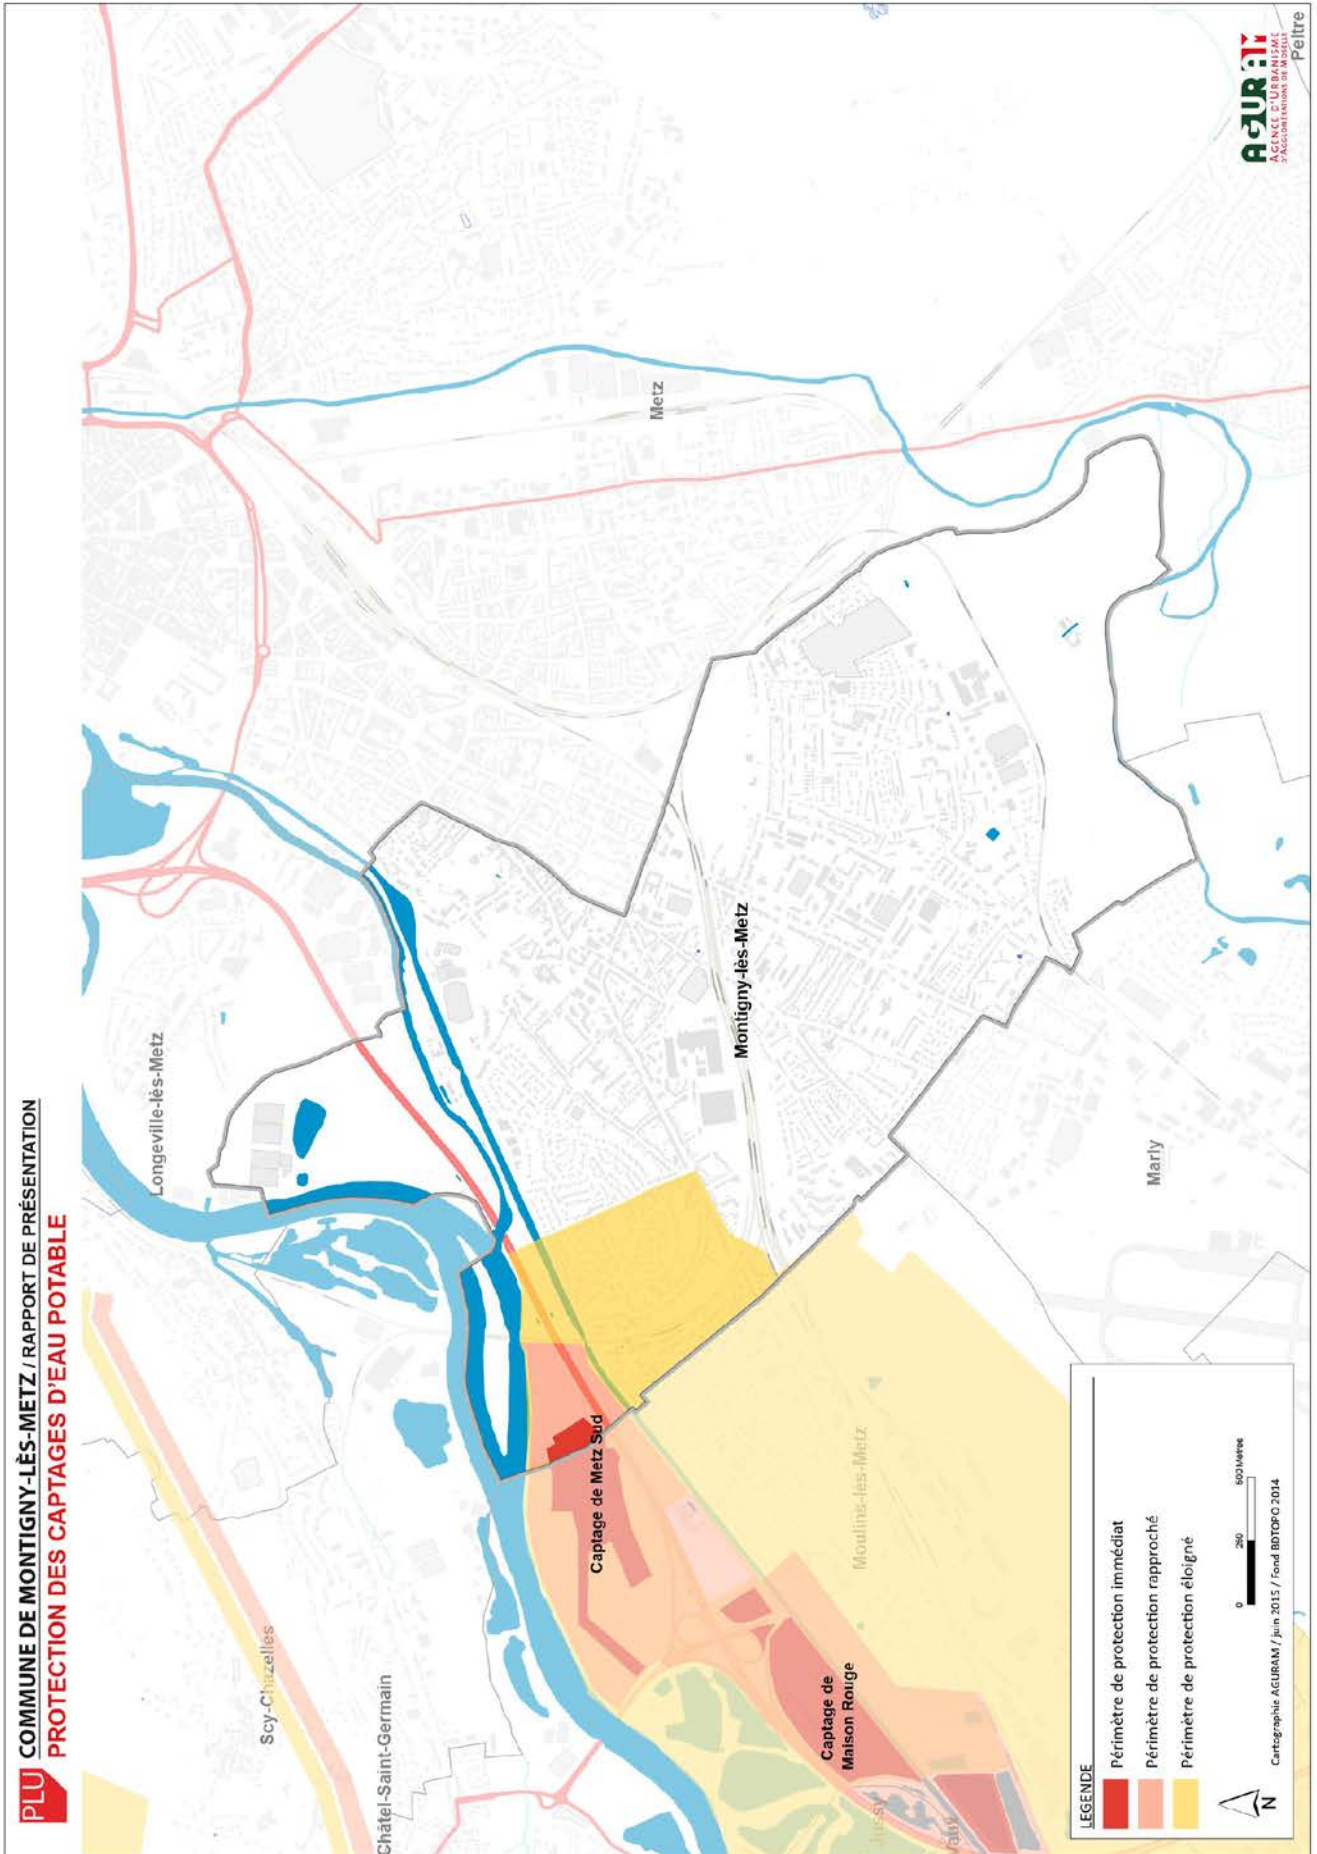 PLU
COMMUNE DE MONTIGNY-LÈS-METZ / RAPPORT DE PRÉSENTATION
PROTECTION DES CAPTAGES D'EAU POTABLE
Longeville-lès-Metz
Scy-Chazelles
Châtel-Saint-Germain
Metz
Montigny-lès-Metz
Captage de Metz Sud
Captage de
Maison Rouge
Moulins-lès-Metz
Marly
Jussy
Vaux
Peltre
AGURAM
AGENCE D'URBANISME
D'AGGLOMÉRATIONS DE MOSELLE
LEGENDE
Périmètre de protection immédiat
Périmètre de protection rapproché
Périmètre de protection éloigné
N
0 250 500 Mètres
Cartographie AGURAM / juin 2015 / Fond BDTOPO 2014